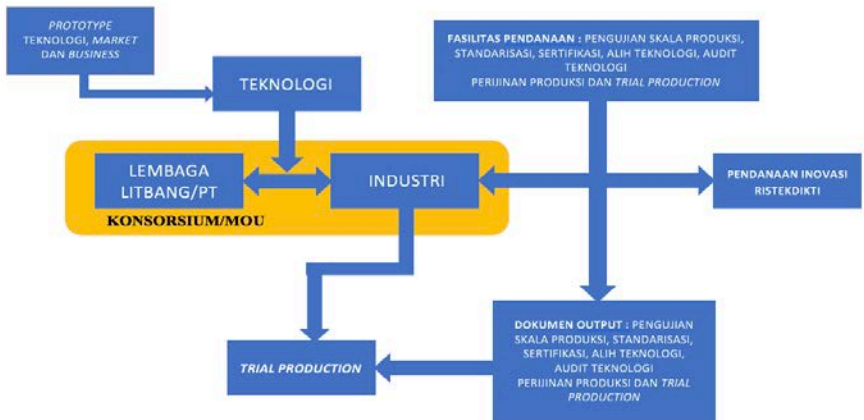 PROTOTYPE
TEKNOLOGI, MARKET
DAN BUSINESS
TEKNOLOGI
FASILITAS PENDANAAN : PENGUJIAN SKALA PRODUKSI,
STANDARISASI, SERTIFIKASI, ALIH TEKNOLOGI, AUDIT
TEKNOLOGI
PERIJINAN PRODUKSI DAN TRIAL PRODUCTION
LEMBAGA
LITBANG/PT
INDUSTRI
KONSORSIUM/MOU
PENDANAAN INOVASI
RISTEKDIKTI
TRIAL PRODUCTION
DOKUMEN OUTPUT : PENGUJIAN
SKALA PRODUKSI, STANDARISASI,
SERTIFIKASI, ALIH TEKNOLOGI,
AUDIT TEKNOLOGI
PERIJINAN PRODUKSI DAN TRIAL
PRODUCTION